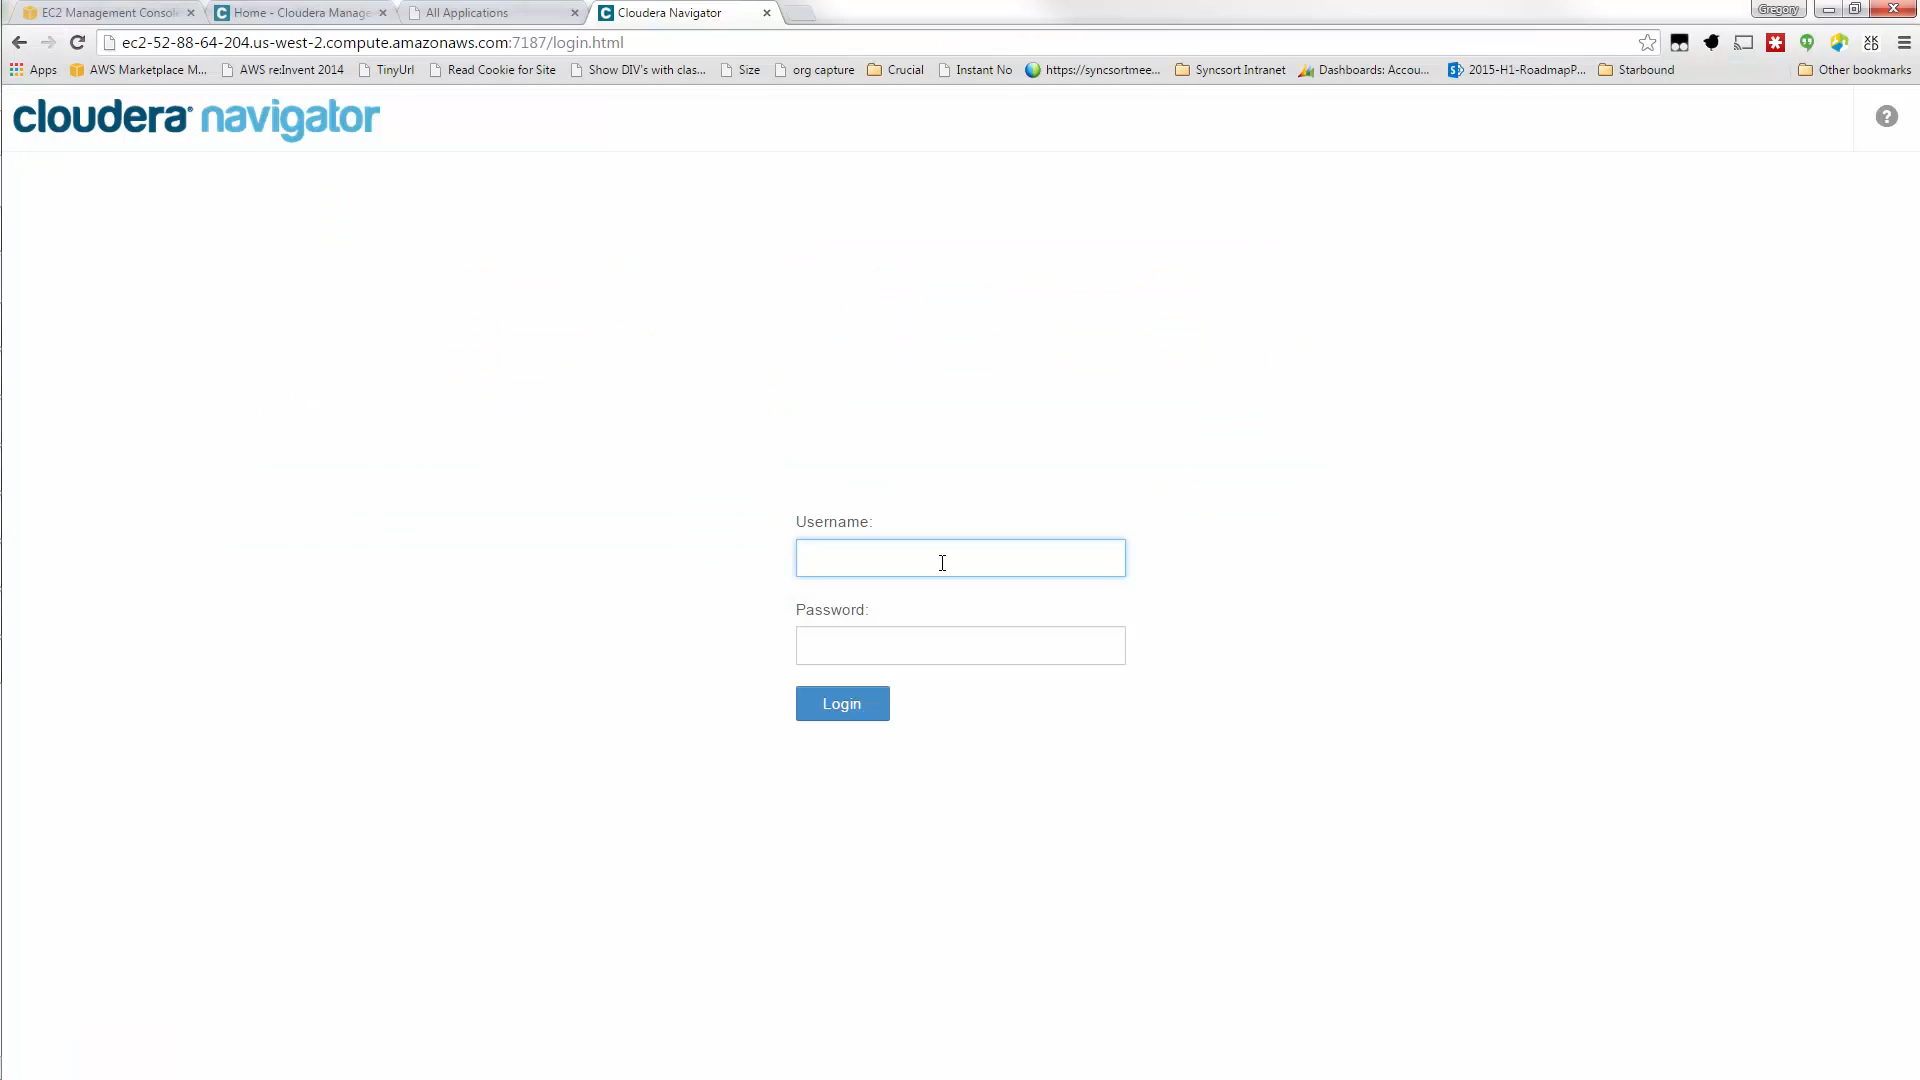 EC2 Management Consol
Home - Cloudera Manage
All Applications
Cloudera Navigator
Gregory
ec2-52-88-64-204.us-west-2.compute.amazonaws.com:7187/login.html
XK
CD
Apps
AWS Marketplace M...
AWS re:Invent 2014
TinyUrl
Read Cookie for Site
Show DIV's with clas...
Size
org capture
Crucial
Instant No
https://syncsortmee...
Syncsort Intranet
Dashboards: Accou...
2015-H1-RoadmapP...
Starbound
Other bookmarks
cloudera navigator
?
Username:
Password:
Login